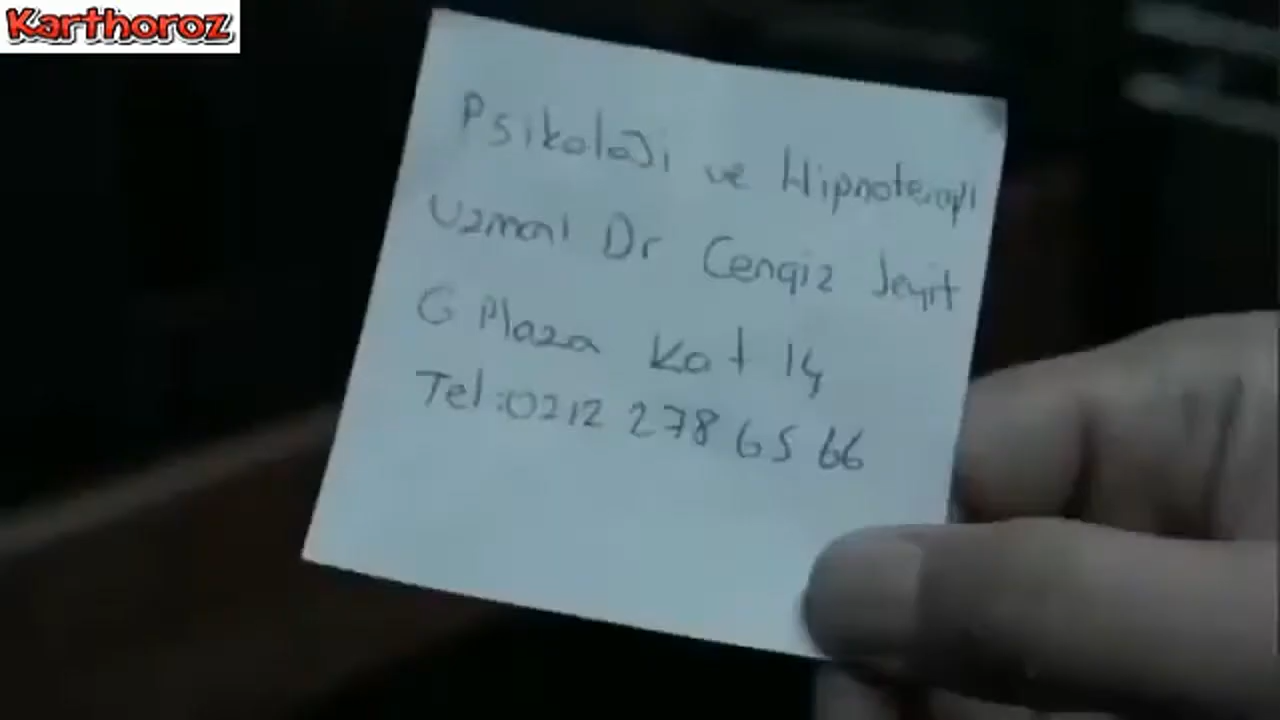 Karthoroz
Psikoloji ve Hipnoterapi
Uzmanı Dr Cengiz Seyit
G Plaza Kat 14
Tel:0212 278 65 66